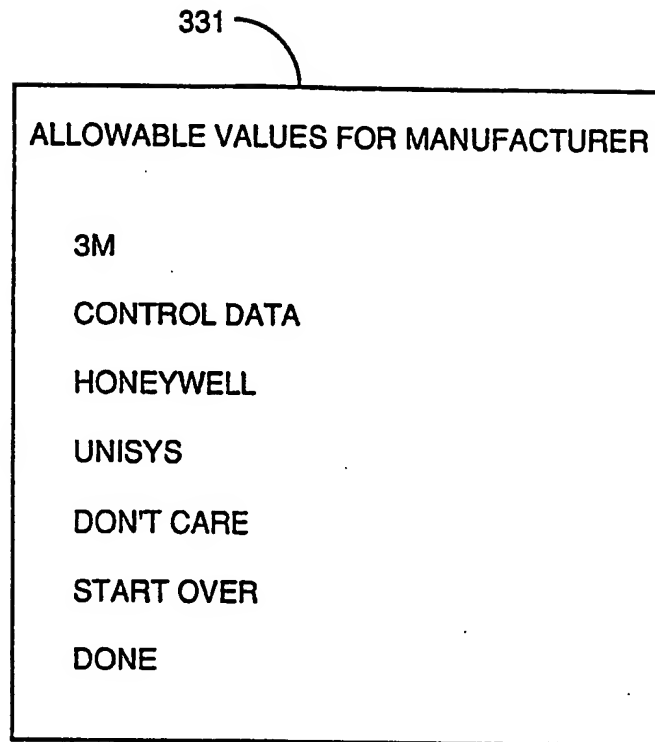 331
ALLOWABLE VALUES FOR MANUFACTURER
3M
CONTROL DATA
HONEYWELL
UNISYS
DON'T CARE
START OVER
DONE